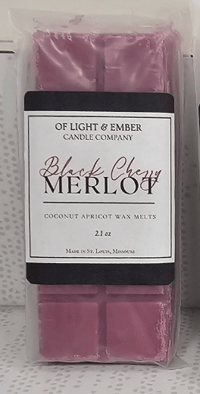 OF LIGHT & EMBER
CANDLE COMPANY
Black Cherry
MERLOT
COCONUT APRICOT WAX MELTS
2.1 oz
Made in St. Louis, Missouri